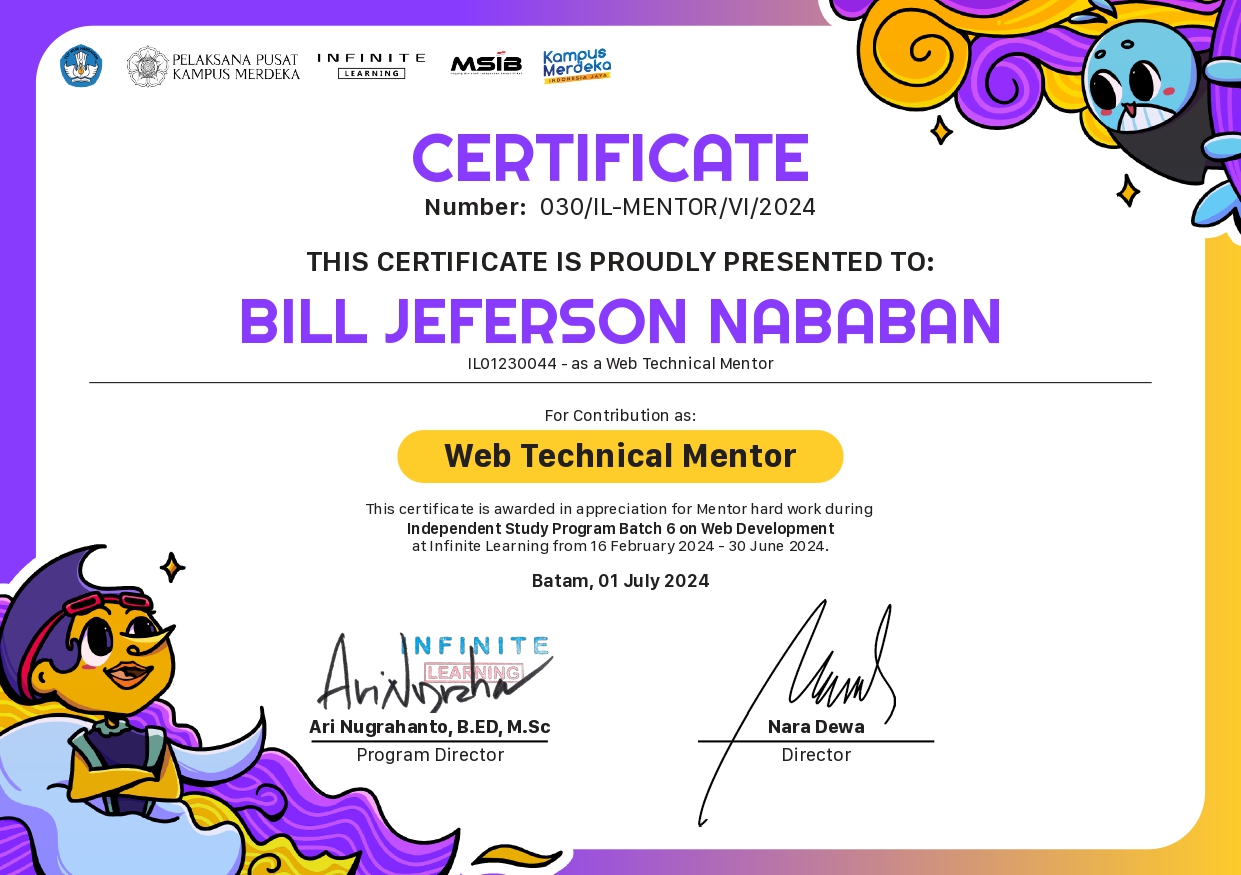 PELAKSANA PUSAT
KAMPUS MERDEKA
INFINITE
LEARNING
MSIB
Kampus
Merdeka
INDONESIA JAYA
CERTIFICATE
Number: 030/IL-MENTOR/VI/2024
THIS CERTIFICATE IS PROUDLY PRESENTED TO:
BILL JEFERSON NABABAN
IL01230044 - as a Web Technical Mentor
For Contribution as:
Web Technical Mentor
This certificate is awarded in appreciation for Mentor hard work during
Independent Study Program Batch 6 on Web Development
at Infinite Learning from 16 February 2024 - 30 June 2024.
Batam, 01 July 2024
INFINITE
LEARNING
Ari Nugrahanto, B.ED, M.Sc
Program Director
Nara Dewa
Director